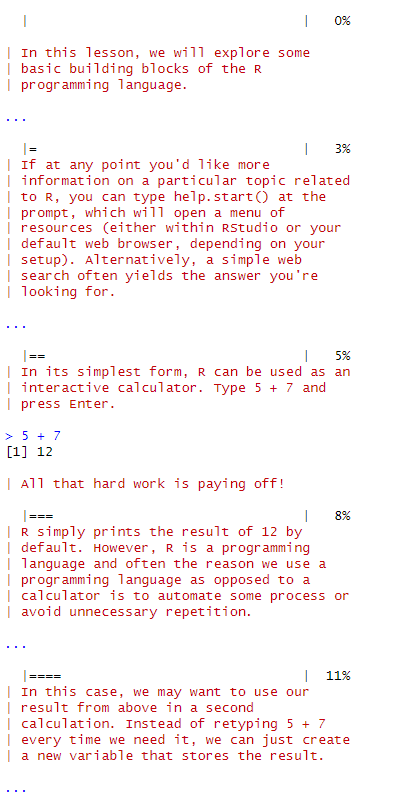 |                                   |   0%
| In this lesson, we will explore some
| basic building blocks of the R
| programming language.
...
|=                                  |   3%
| If at any point you'd like more
| information on a particular topic related
| to R, you can type help.start() at the
| prompt, which will open a menu of
| resources (either within RStudio or your
| default web browser, depending on your
| setup). Alternatively, a simple web
| search often yields the answer you're
| looking for.
...
|==                                 |   5%
| In its simplest form, R can be used as an
| interactive calculator. Type 5 + 7 and
| press Enter.
> 5 + 7
[1] 12
| All that hard work is paying off!
|===                                |   8%
| R simply prints the result of 12 by
| default. However, R is a programming
| language and often the reason we use a
| programming language as opposed to a
| calculator is to automate some process or
| avoid unnecessary repetition.
...
|====                               |  11%
| In this case, we may want to use our
| result from above in a second
| calculation. Instead of retyping 5 + 7
| every time we need it, we can just create
| a new variable that stores the result.
...